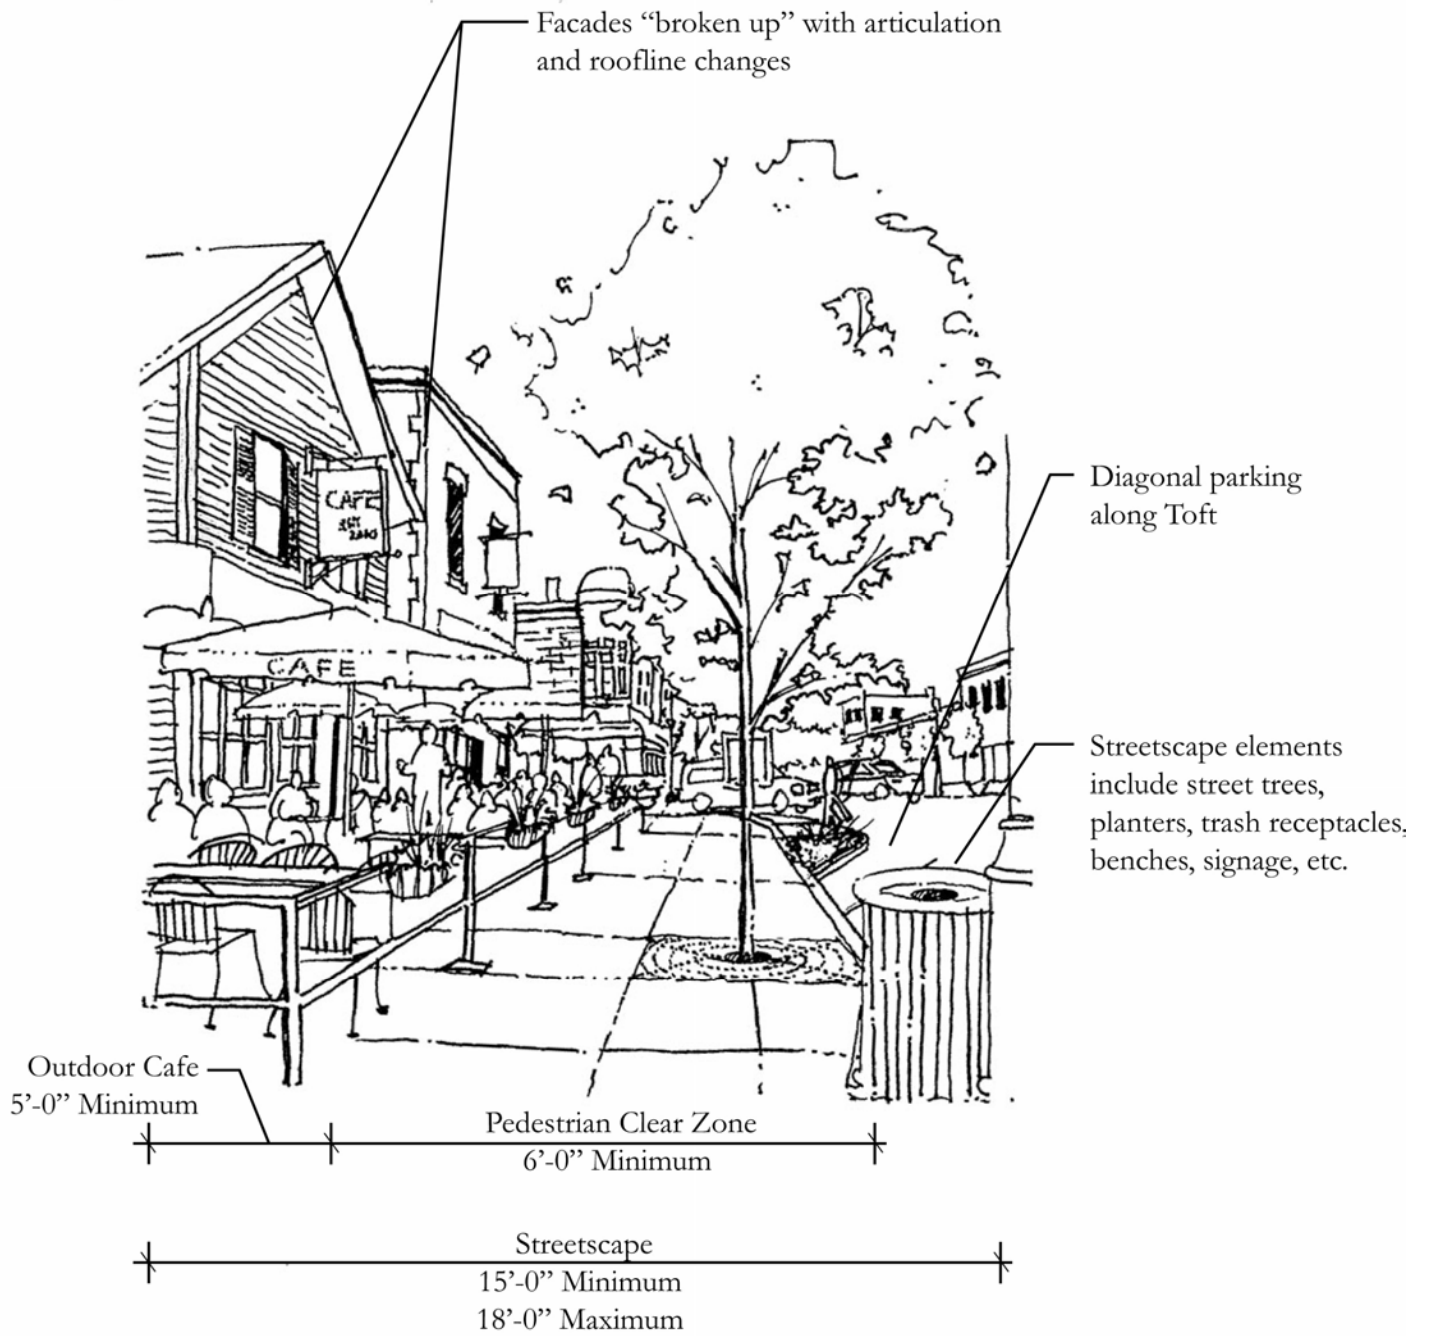 Facades “broken up” with articulation
and roofline changes
CAFE
CAFE
Diagonal parking
along Toft
Streetscape elements
include street trees,
planters, trash receptacles,
benches, signage, etc.
Outdoor Cafe
5’-0” Minimum
Pedestrian Clear Zone
6’-0” Minimum
Streetscape
15’-0” Minimum
18’-0” Maximum